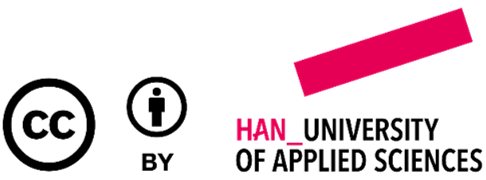 CC
BY
HAN_UNIVERSITY
OF APPLIED SCIENCES